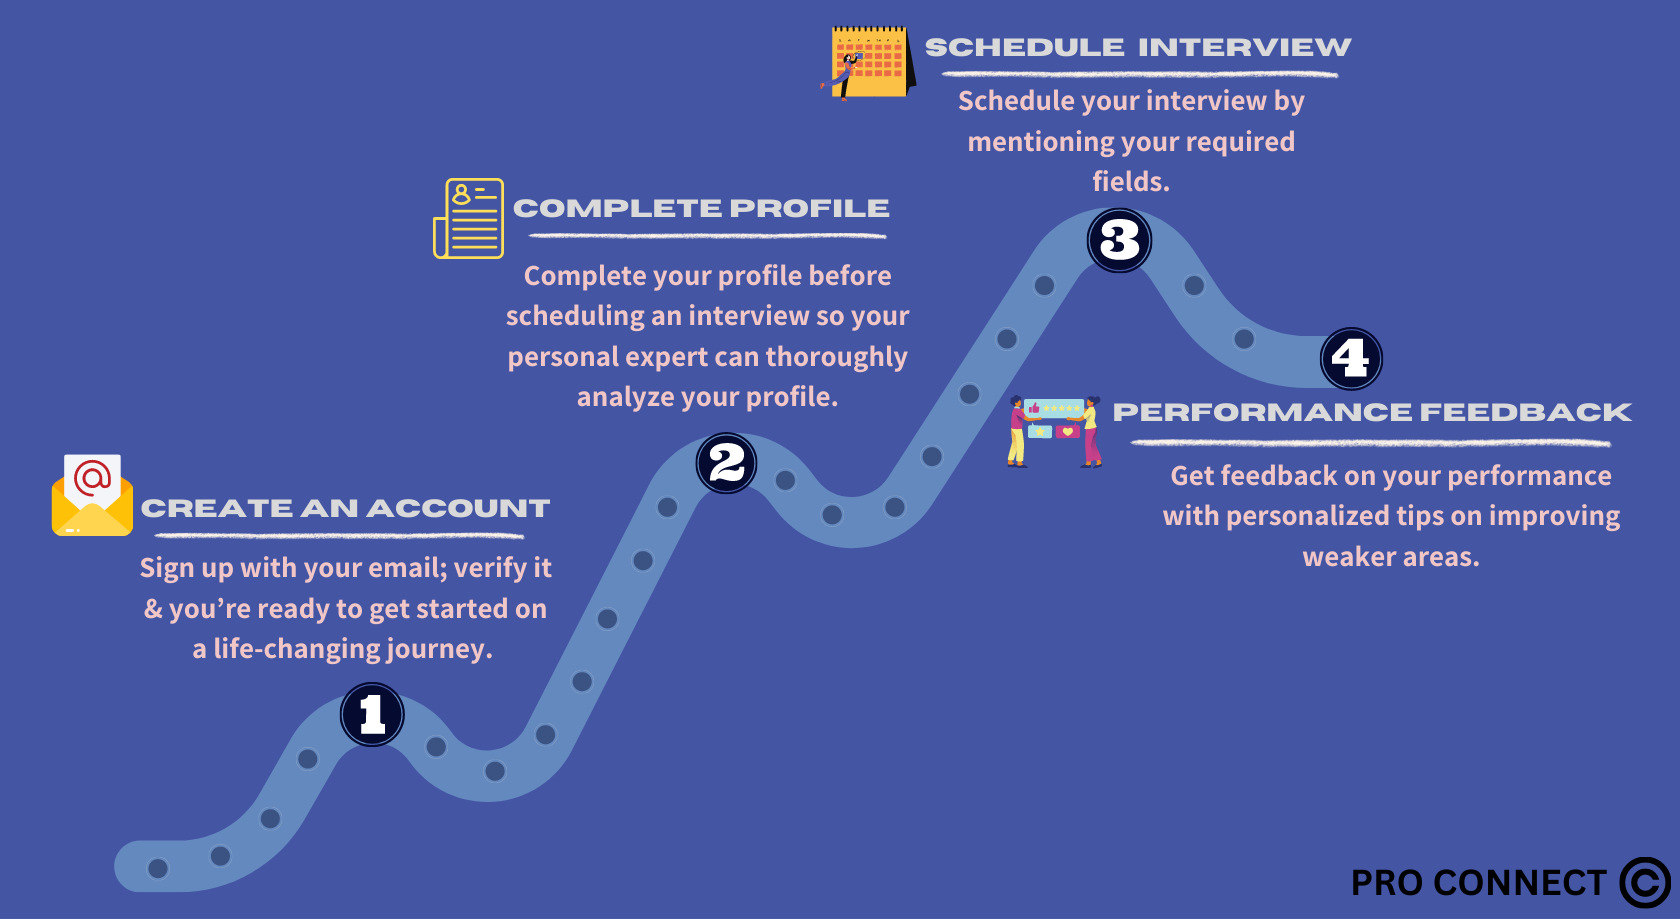 CREATE AN ACCOUNT
Sign up with your email; verify it
& you’re ready to get started on
a life-changing journey.
1
COMPLETE PROFILE
Complete your profile before
scheduling an interview so your
personal expert can thoroughly
analyze your profile.
2
SCHEDULE INTERVIEW
Schedule your interview by
mentioning your required
fields.
3
4
PERFORMANCE FEEDBACK
Get feedback on your performance
with personalized tips on improving
weaker areas.
PRO CONNECT ©